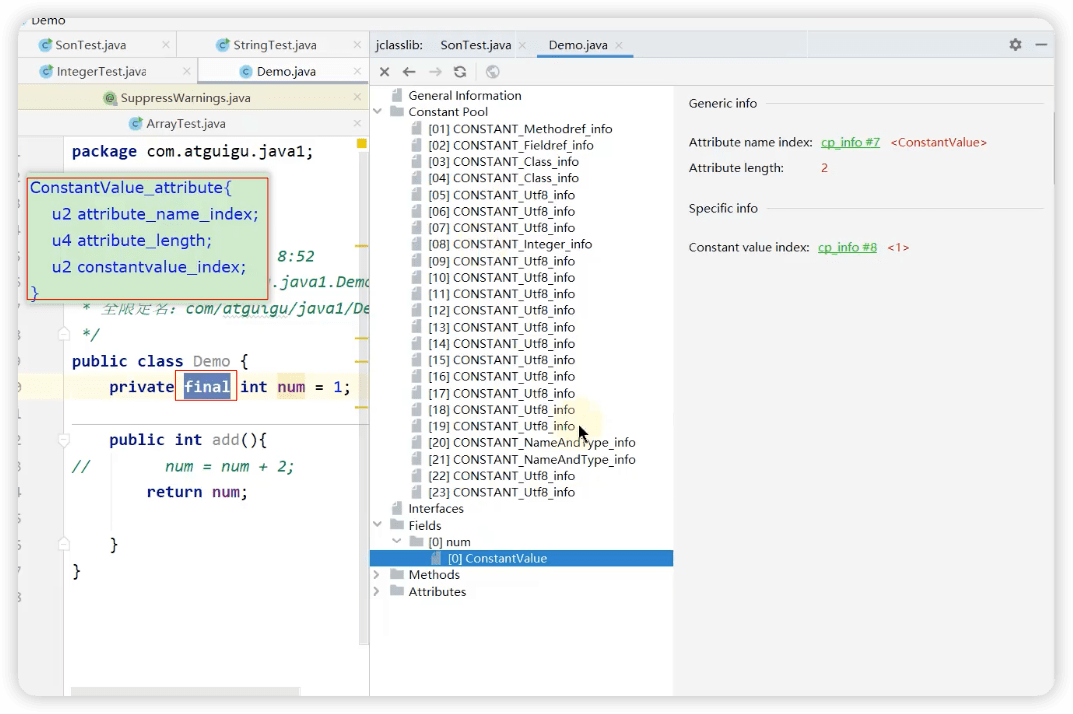 Demo
SonTest.java
StringTest.java
IntegerTest.java
Demo.java
SuppressWarnings.java
ArrayTest.java
package com.atguigu.java1;
ConstantValue_attribute{
u2 attribute_name_index;
u4 attribute_length;
u2 constantvalue_index;
}
8:52
.java1.Demo
* 全限定名：com/atguigu/java1/De
*/
public class Demo {
private final int num = 1;
public int add(){
// num = num + 2;
return num;
}
}
jclasslib: SonTest.java Demo.java
General Information
Constant Pool
[01] CONSTANT_Methodref_info
[02] CONSTANT_Fieldref_info
[03] CONSTANT_Class_info
[04] CONSTANT_Class_info
[05] CONSTANT_Utf8_info
[06] CONSTANT_Utf8_info
[07] CONSTANT_Utf8_info
[08] CONSTANT_Integer_info
[09] CONSTANT_Utf8_info
[10] CONSTANT_Utf8_info
[11] CONSTANT_Utf8_info
[12] CONSTANT_Utf8_info
[13] CONSTANT_Utf8_info
[14] CONSTANT_Utf8_info
[15] CONSTANT_Utf8_info
[16] CONSTANT_Utf8_info
[17] CONSTANT_Utf8_info
[18] CONSTANT_Utf8_info
[19] CONSTANT_Utf8_info
[20] CONSTANT_NameAndType_info
[21] CONSTANT_NameAndType_info
[22] CONSTANT_Utf8_info
[23] CONSTANT_Utf8_info
Interfaces
Fields
[0] num
[0] ConstantValue
Methods
Attributes
Generic info
Attribute name index: cp_info #7 <ConstantValue>
Attribute length: 2
Specific info
Constant value index: cp_info #8 <1>